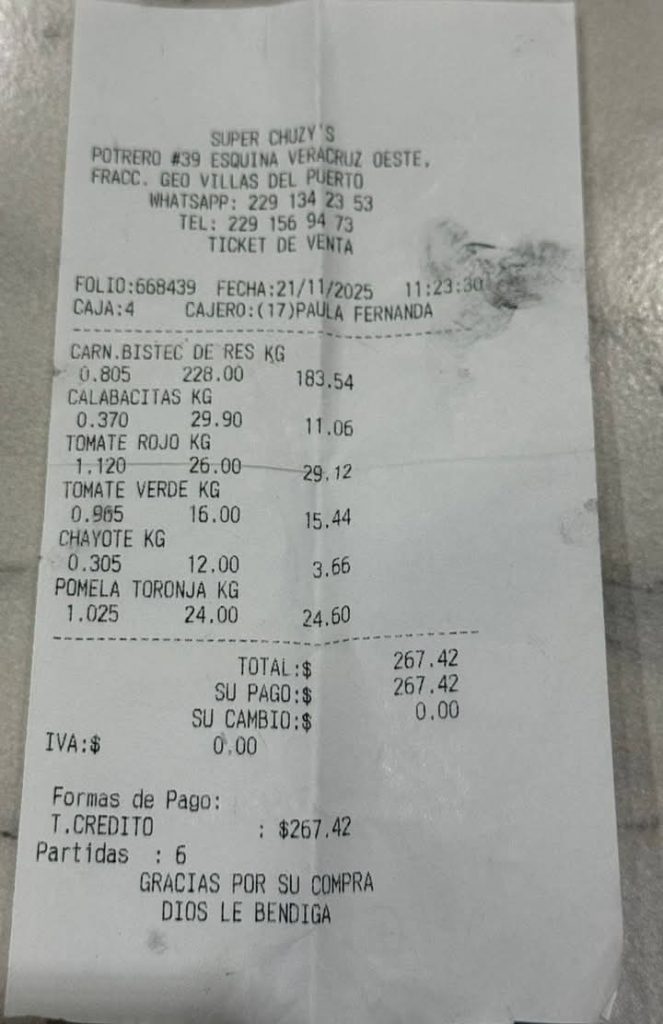 SUPER CHUZY'S
POTRERO #39 ESQUINA VERACRUZ OESTE,
FRACC. GEO VILLAS DEL PUERTO
WHATSAPP: 229 134 23 53
TEL: 229 156 94 73
TICKET DE VENTA
FOLIO:668439 FECHA:21/11/2025 11:23:30
CAJA:4 CAJERO:(17)PAULA FERNANDA
CARN.BISTEC DE RES KG
0.805 228.00 183.54
CALABACITAS KG
0.370 29.90 11.06
TOMATE ROJO KG
1.120 26.00 29.12
TOMATE VERDE KG
0.965 16.00 15.44
CHAYOTE KG
0.305 12.00 3.66
POMELA TORONJA KG
1.025 24.00 24.60
TOTAL:$ 267.42
SU PAGO:$ 267.42
SU CAMBIO:$ 0.00
IVA:$ 0.00
Formas de Pago:
T.CREDITO : $267.42
Partidas : 6
GRACIAS POR SU COMPRA
DIOS LE BENDIGA